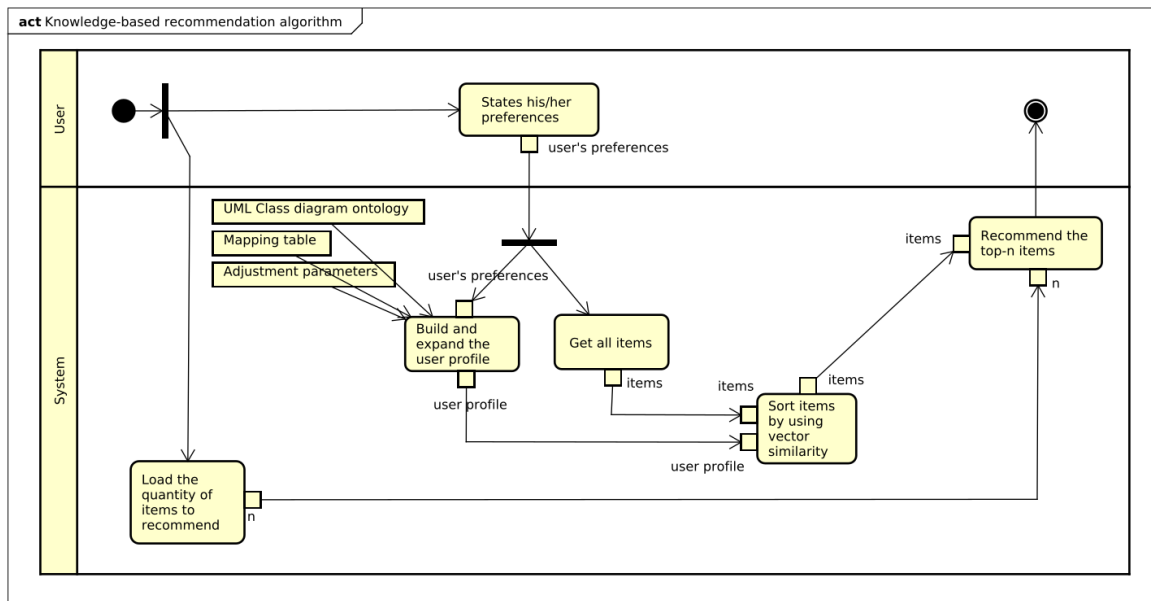 act Knowledge-based recommendation algorithm
User
States his/her
preferences
user's preferences
System
UML Class diagram ontology
Mapping table
Adjustment parameters
user's preferences
Build and
expand the
user profile
user profile
Get all items
items
items
user profile
Sort items
by using
vector
similarity
items
items
Recommend the
top-n items
n
Load the
quantity of
items to
recommend
n